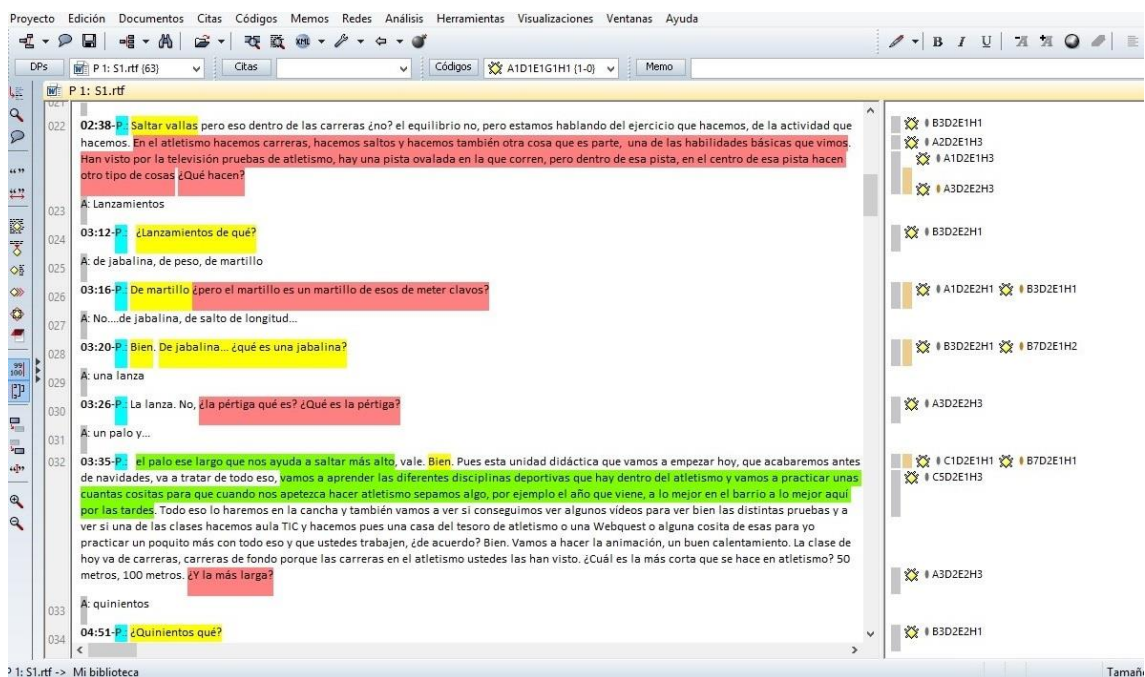 Proyecto Edición Documentos Citas Códigos Memos Redes Análisis Herramientas Visualizaciones Ventanas Ayuda
XML B I U A A
DPs P 1: S1.rtf {63} Citas Códigos A1D1E1G1H1 {1-0} Memo
P 1: S1.rtf
021
022 02:38-P.: Saltar vallas pero eso dentro de las carreras ¿no? el equilibrio no, pero estamos hablando del ejercicio que hacemos, de la actividad que B3D2E1H1
hacemos. En el atletismo hacemos carreras, hacemos saltos y hacemos también otra cosa que es parte, una de las habilidades básicas que vimos. A2D2E1H3
Han visto por la televisión pruebas de atletismo, hay una pista ovalada en la que corren, pero dentro de esa pista, en el centro de esa pista hacen A1D2E1H3
otro tipo de cosas ¿Qué hacen? A3D2E2H3
023 A: Lanzamientos
024 03:12-P.: ¿Lanzamientos de qué? B3D2E2H1
025 A: de jabalina, de peso, de martillo
026 03:16-P.: De martillo ¿pero el martillo es un martillo de esos de meter clavos? A1D2E2H1 B3D2E1H1
027 A: No....de jabalina, de salto de longitud...
028 03:20-P.: Bien. De jabalina... ¿qué es una jabalina? B3D2E2H1 B7D2E1H2
029 A: una lanza
030 03:26-P.: La lanza. No, ¿la pértiga qué es? ¿Qué es la pértiga? A3D2E2H3
031 A: un palo y...
032 03:35-P.: el palo ese largo que nos ayuda a saltar más alto, vale. Bien. Pues esta unidad didáctica que vamos a empezar hoy, que acabaremos antes C1D2E1H1 B7D2E1H1
de navidades, va a tratar de todo eso, vamos a aprender las diferentes disciplinas deportivas que hay dentro del atletismo y vamos a practicar unas C5D2E1H3
cuantas cositas para que cuando nos apetezca hacer atletismo sepamos algo, por ejemplo el año que viene, a lo mejor en el barrio a lo mejor aquí
por las tardes. Todo eso lo haremos en la cancha y también vamos a ver si conseguimos ver algunos vídeos para ver bien las distintas pruebas y a
ver si una de las clases hacemos aula TIC y hacemos pues una casa del tesoro de atletismo o una Webquest o alguna cosita de esas para yo
practicar un poquito más con todo eso y que ustedes trabajen, ¿de acuerdo? Bien. Vamos a hacer la animación, un buen calentamiento. La clase de
hoy va de carreras, carreras de fondo porque las carreras en el atletismo ustedes las han visto. ¿Cuál es la más corta que se hace en atletismo? 50
metros, 100 metros. ¿Y la más larga? A3D2E2H3
033 A: quinientos
034 04:51-P.: ¿Quinientos qué? B3D2E2H1
P 1: S1.rtf -> Mi biblioteca Tamaño